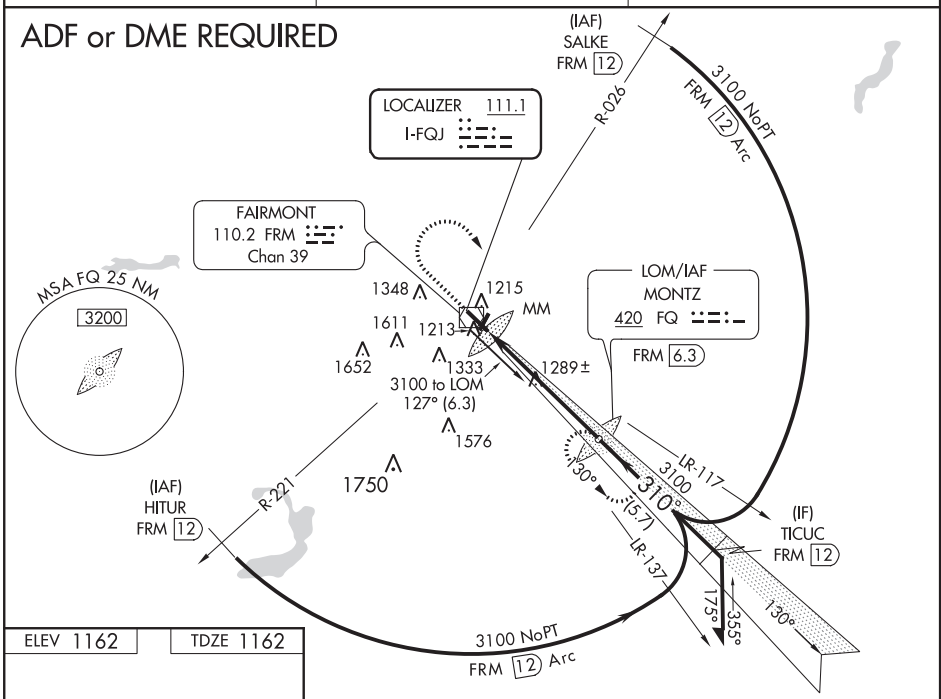 ADF or DME REQUIRED
(IAF)
SALKE
FRM 12
R-026
3100 NoPT
FRM 12 Arc
LOCALIZER 111.1
I-FQJ
FAIRMONT
110.2 FRM
Chan 39
MSA FQ 25 NM
3200
1348
1215
MM
1213
1611
1652
1333
1289±
3100 to LOM
127° (6.3)
1576
1750
LOM/IAF
MONTZ
420 FQ
FRM 6.3
LR-117
3100
310°
130°
(5.7)
LR-137
(IF)
TICUC
FRM 12
175°
355°
130°
R-221
(IAF)
HITUR
FRM 12
3100 NoPT
FRM 12 Arc
ELEV 1162
TDZE 1162